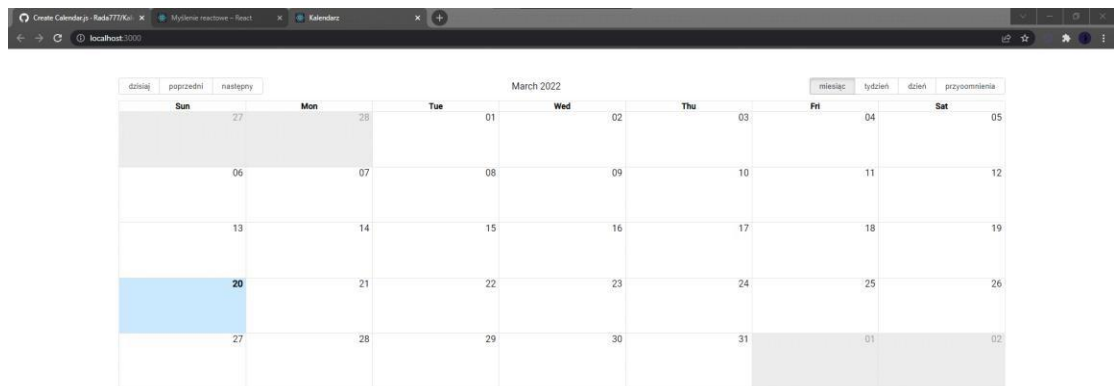 Create Calendar.js · Rada777/Kal
Myślenie reactowe – React
Kalendarz
localhost:3000
dzisiaj poprzedni następny March 2022 miesiąc tydzień dzień przypomnienia
Sun Mon Tue Wed Thu Fri Sat
27 28 01 02 03 04 05
06 07 08 09 10 11 12
13 14 15 16 17 18 19
20 21 22 23 24 25 26
27 28 29 30 31 01 02